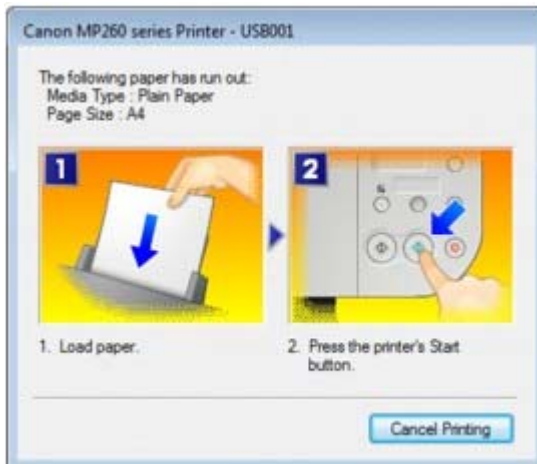 Canon MP260 series Printer - USB001
The following paper has run out:
Media Type : Plain Paper
Page Size : A4
1
2
1. Load paper.
2. Press the printer's Start
button.
Cancel Printing